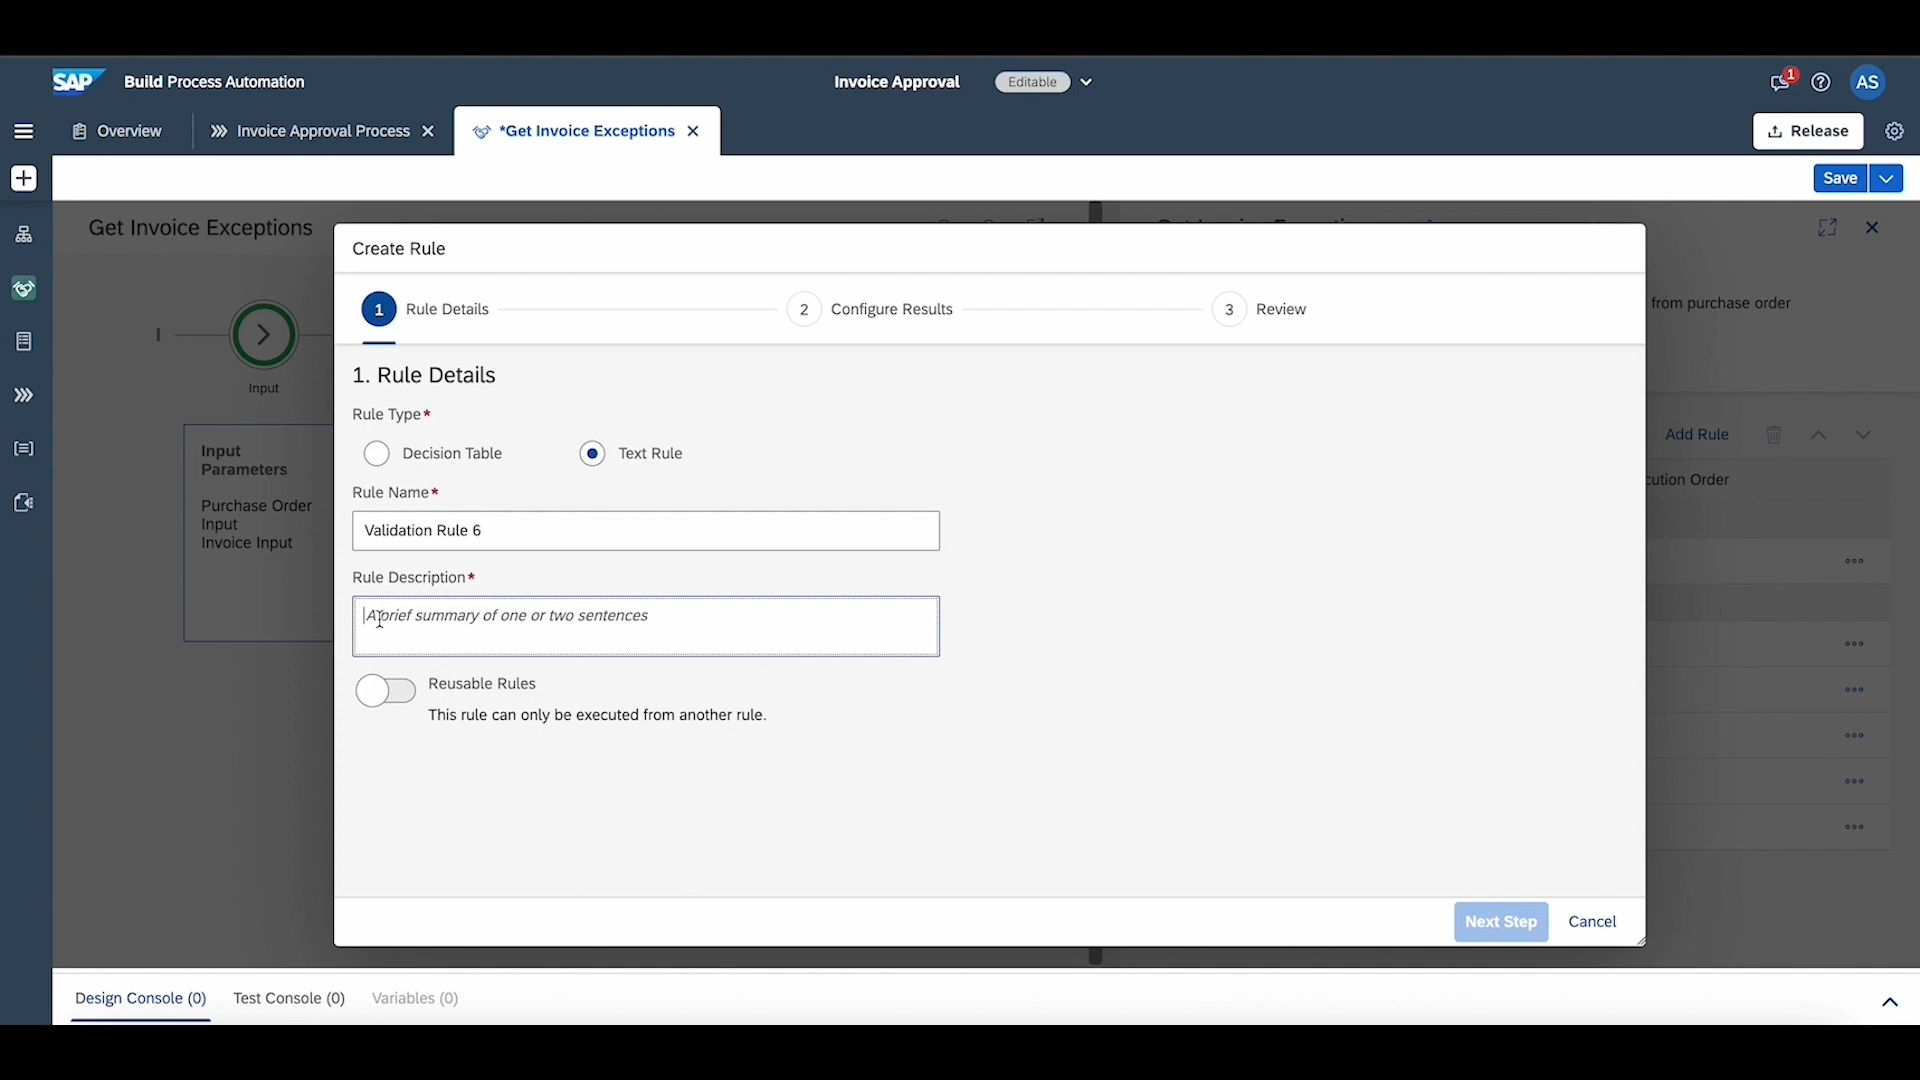 SAP Build Process Automation
Invoice Approval
Editable
1
AS
Overview
Invoice Approval Process
*Get Invoice Exceptions
Release
Save
Get Invoice Exceptions
Create Rule
1 Rule Details
2 Configure Results
3 Review
from purchase order
1. Rule Details
Input
Rule Type*
Decision Table
Text Rule
Add Rule
Input
Parameters
Purchase Order
Input
Invoice Input
Rule Name*
Validation Rule 6
cution Order
Rule Description*
A brief summary of one or two sentences
Reusable Rules
This rule can only be executed from another rule.
Next Step
Cancel
Design Console (0)
Test Console (0)
Variables (0)